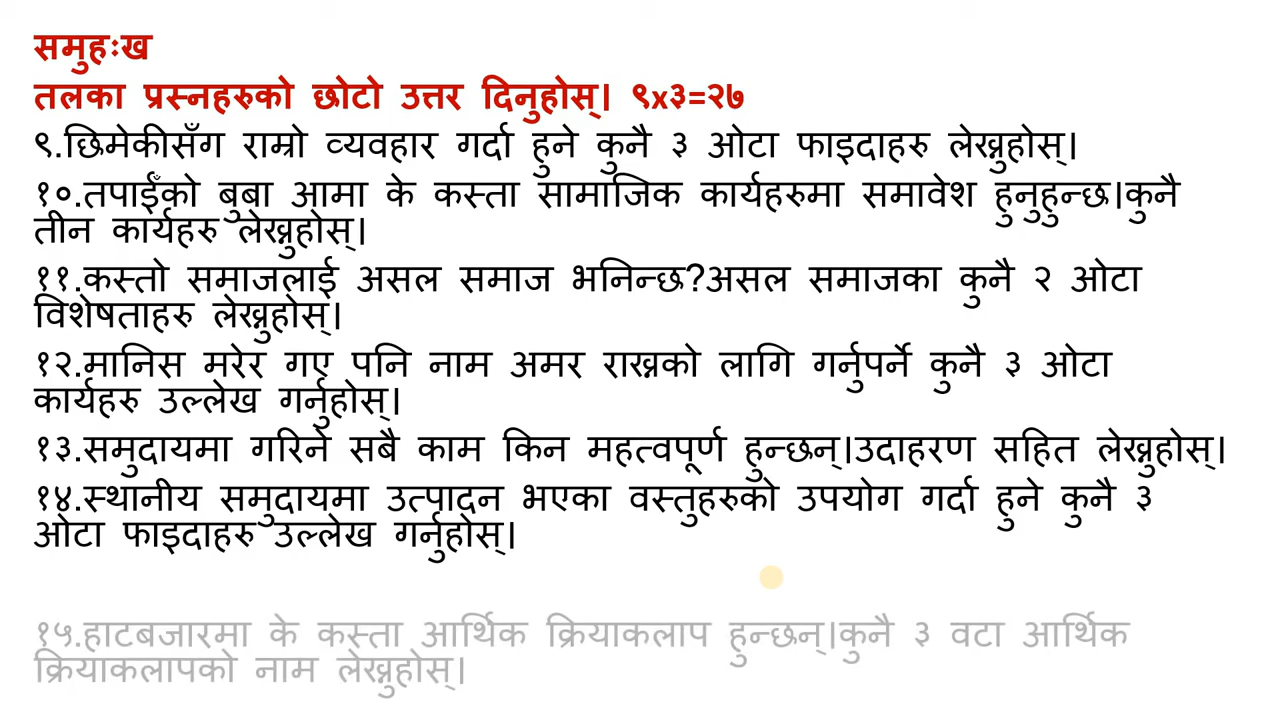 समुहःख
तलका प्रस्नहरुको छोटो उत्तर दिनुहोस्। ९x३=२७
९.छिमेकीसँग राम्रो व्यवहार गर्दा हुने कुनै ३ ओटा फाइदाहरु लेख्नुहोस्।
१०.तपाईँको बुबा आमा के कस्ता सामाजिक कार्यहरुमा समावेश हुनुहुन्छ।कुनै
तीन कार्यहरु लेख्नुहोस्।
११.कस्तो समाजलाई असल समाज भनिन्छ?असल समाजका कुनै २ ओटा
विशेषताहरु लेख्नुहोस्।
१२.मानिस मरेर गए पनि नाम अमर राख्नको लागि गर्नुपर्ने कुनै ३ ओटा
कार्यहरु उल्लेख गर्नुहोस्।
१३.समुदायमा गरिने सबै काम किन महत्वपूर्ण हुन्छन्।उदाहरण सहित लेख्नुहोस्।
१४.स्थानीय समुदायमा उत्पादन भएका वस्तुहरुको उपयोग गर्दा हुने कुनै ३
ओटा फाइदाहरु उल्लेख गर्नुहोस्।
१५.हाटबजारमा के कस्ता आर्थिक क्रियाकलाप हुन्छन्।कुनै ३ वटा आर्थिक
क्रियाकलापको नाम लेख्नुहोस्।